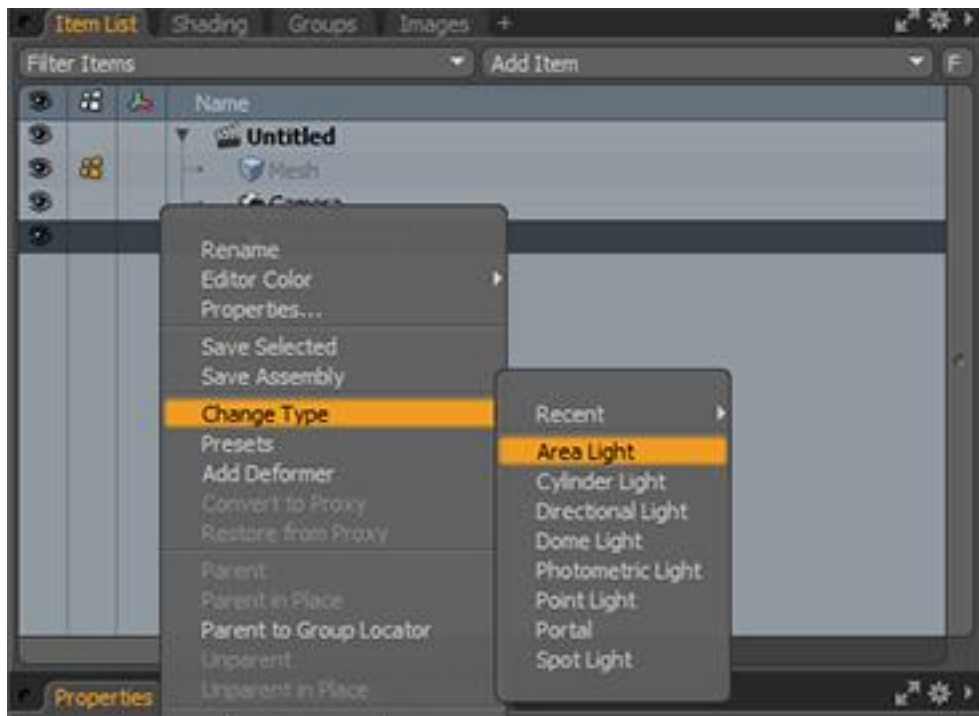 Item List Shading Groups Images +
Filter Items Add Item F
Name
Untitled
Mesh
Camera
Rename
Editor Color
Properties...
Save Selected
Save Assembly
Change Type
Presets
Add Deformer
Convert to Proxy
Restore from Proxy
Parent
Parent in Place
Parent to Group Locator
Unparent
Unparent in Place
Recent
Area Light
Cylinder Light
Directional Light
Dome Light
Photometric Light
Point Light
Portal
Spot Light
Properties